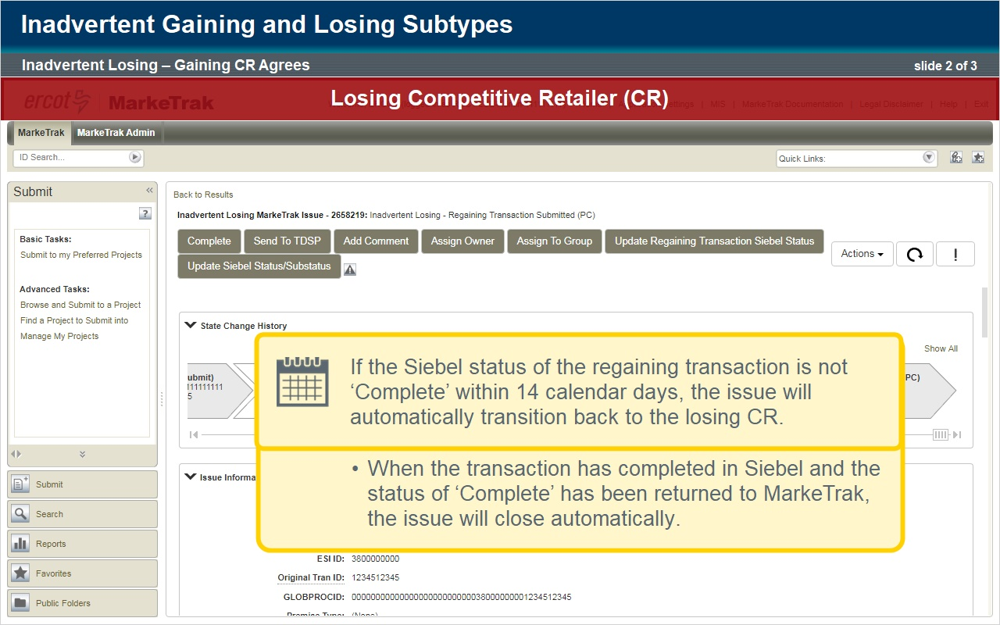 Inadvertent Gaining and Losing Subtypes
Inadvertent Losing – Gaining CR Agrees
slide 2 of 3
ercot MarkeTrak
Losing Competitive Retailer (CR)
Settings | MIS | MarkeTrak Documentation | Legal Disclaimer | Help | Exit
MarkeTrak
MarkeTrak Admin
ID Search...
Quick Links:
Submit
Basic Tasks:
Submit to my Preferred Projects
Advanced Tasks:
Browse and Submit to a Project
Find a Project to Submit into
Manage My Projects
Submit
Search
Reports
Favorites
Public Folders
Back to Results
Inadvertent Losing MarkeTrak Issue - 2658219: Inadvertent Losing - Regaining Transaction Submitted (PC)
Complete
Send To TDSP
Add Comment
Assign Owner
Assign To Group
Update Regaining Transaction Siebel Status
Update Siebel Status/Substatus
Actions
State Change History
Show All
ubmit)
5
PC)
If the Siebel status of the regaining transaction is not
‘Complete’ within 14 calendar days, the issue will
automatically transition back to the losing CR.
• When the transaction has completed in Siebel and the
status of ‘Complete’ has been returned to MarkeTrak,
the issue will close automatically.
Issue Informa
ESI ID: 3800000000
Original Tran ID: 1234512345
Premise Type: (None)